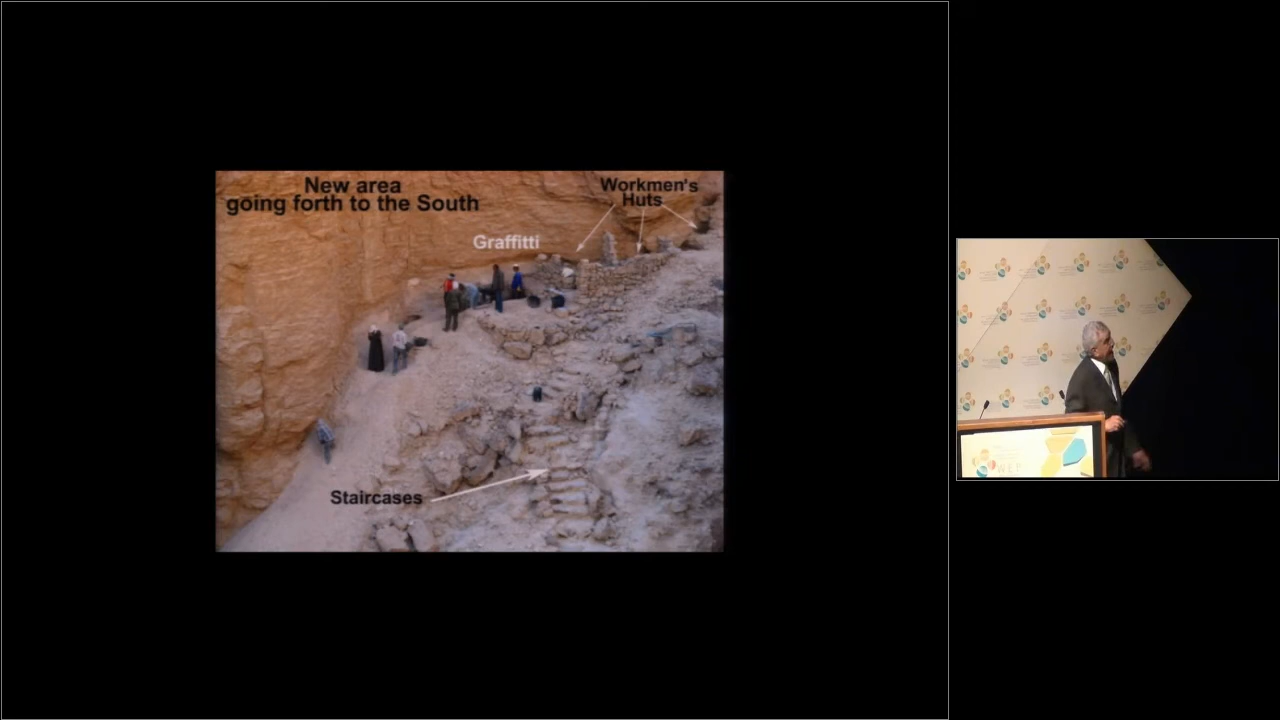 New area
going forth to the South
Workmen's
Huts
Graffitti
Staircases